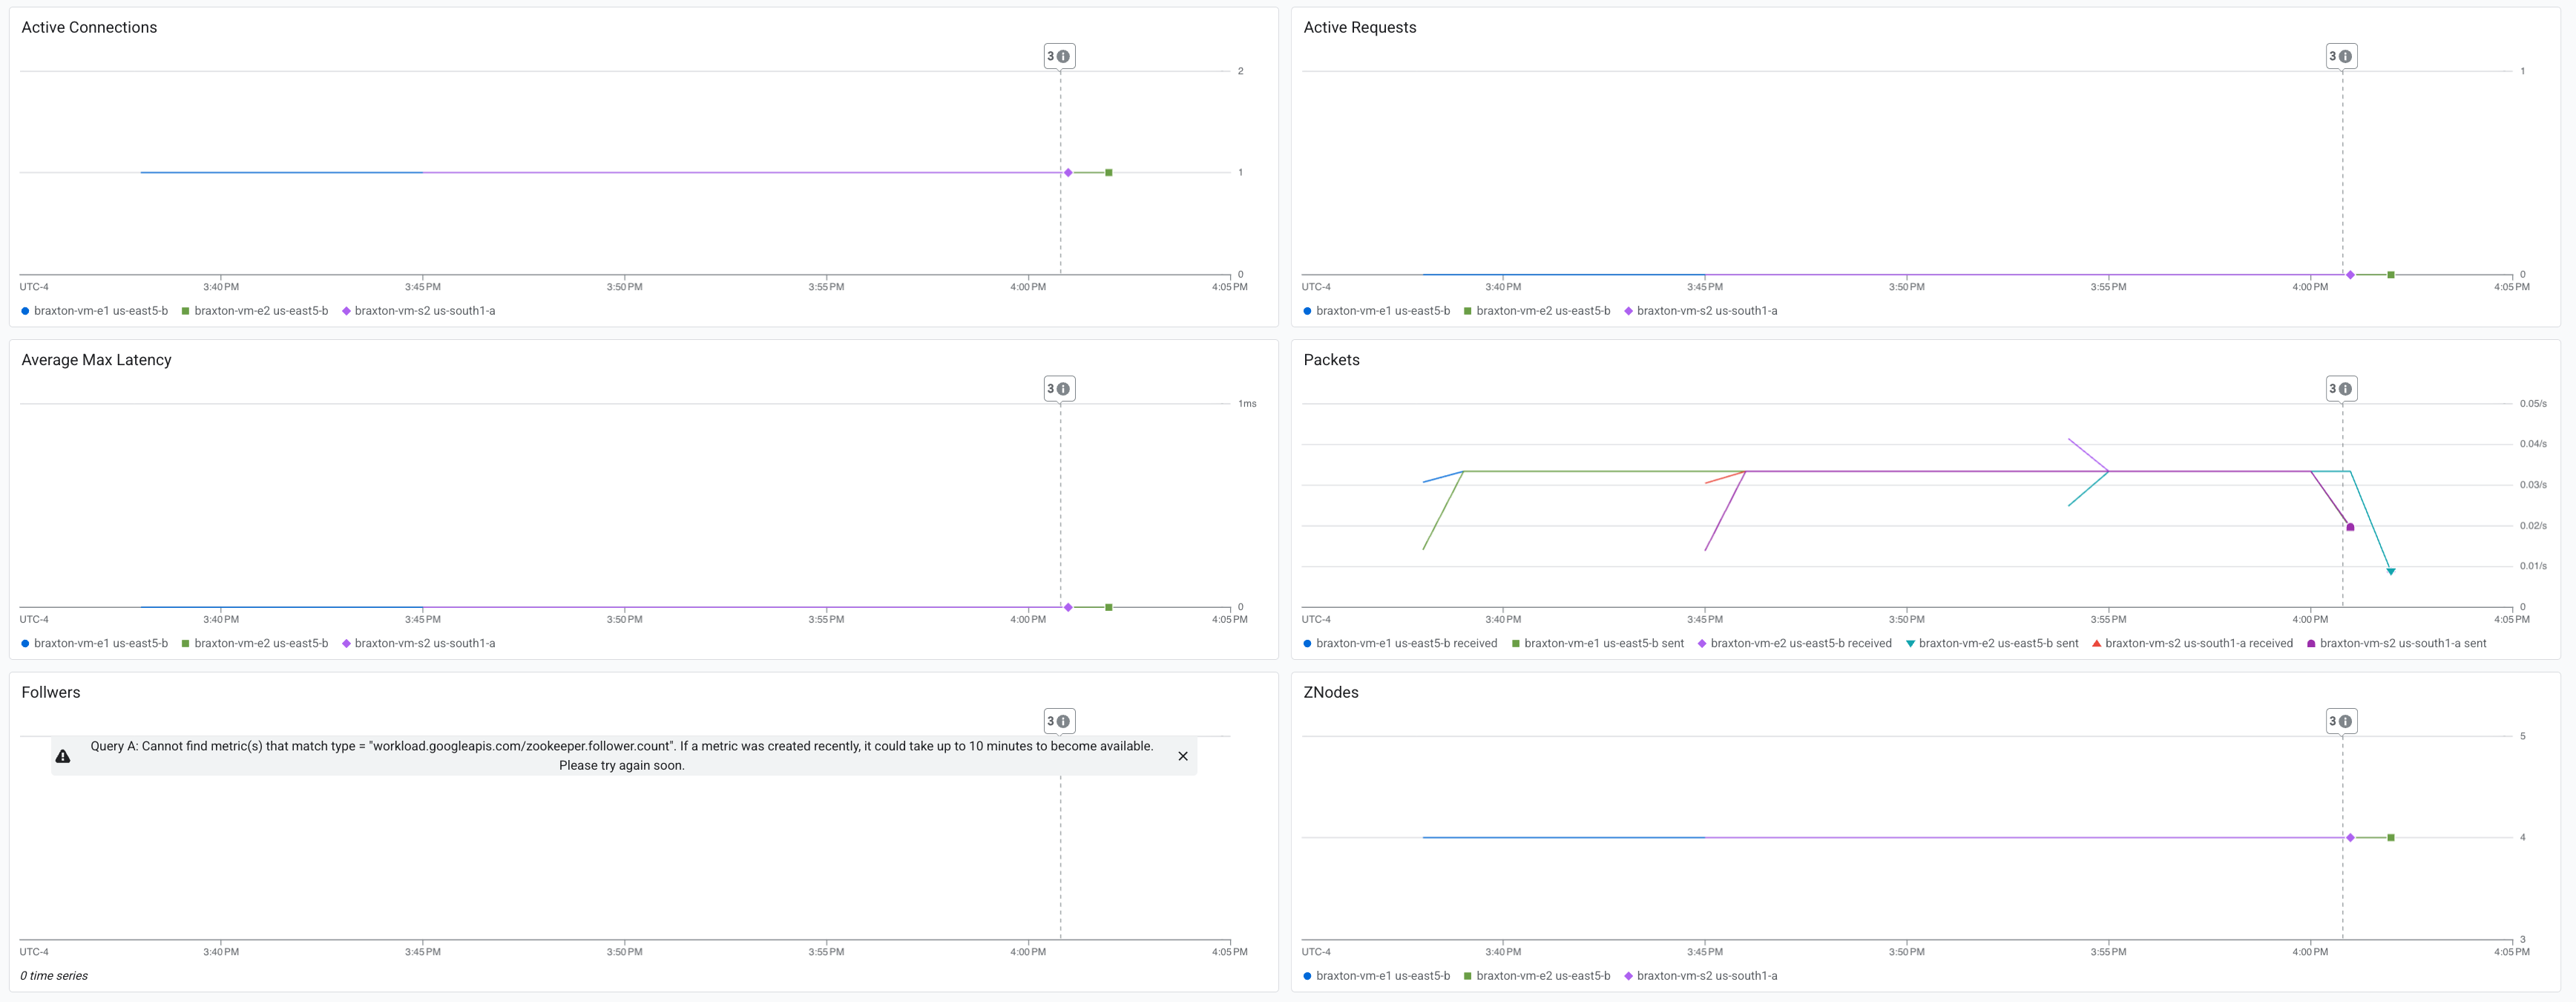 Active Connections
3
2
1
0
UTC-4 3:40 PM 3:45 PM 3:50 PM 3:55 PM 4:00 PM 4:05 PM
braxton-vm-e1 us-east5-b braxton-vm-e2 us-east5-b braxton-vm-s2 us-south1-a
Active Requests
3
1
0
UTC-4 3:40 PM 3:45 PM 3:50 PM 3:55 PM 4:00 PM 4:05 PM
braxton-vm-e1 us-east5-b braxton-vm-e2 us-east5-b braxton-vm-s2 us-south1-a
Average Max Latency
3
1ms
0
UTC-4 3:40 PM 3:45 PM 3:50 PM 3:55 PM 4:00 PM 4:05 PM
braxton-vm-e1 us-east5-b braxton-vm-e2 us-east5-b braxton-vm-s2 us-south1-a
Packets
3
0.05/s
0.04/s
0.03/s
0.02/s
0.01/s
0
UTC-4 3:40 PM 3:45 PM 3:50 PM 3:55 PM 4:00 PM 4:05 PM
braxton-vm-e1 us-east5-b received braxton-vm-e1 us-east5-b sent braxton-vm-e2 us-east5-b received braxton-vm-e2 us-east5-b sent braxton-vm-s2 us-south1-a received braxton-vm-s2 us-south1-a sent
Follwers
3
Query A: Cannot find metric(s) that match type = "workload.googleapis.com/zookeeper.follower.count". If a metric was created recently, it could take up to 10 minutes to become available.
Please try again soon.
UTC-4 3:40 PM 3:45 PM 3:50 PM 3:55 PM 4:00 PM 4:05 PM
0 time series
ZNodes
3
5
4
3
UTC-4 3:40 PM 3:45 PM 3:50 PM 3:55 PM 4:00 PM 4:05 PM
braxton-vm-e1 us-east5-b braxton-vm-e2 us-east5-b braxton-vm-s2 us-south1-a